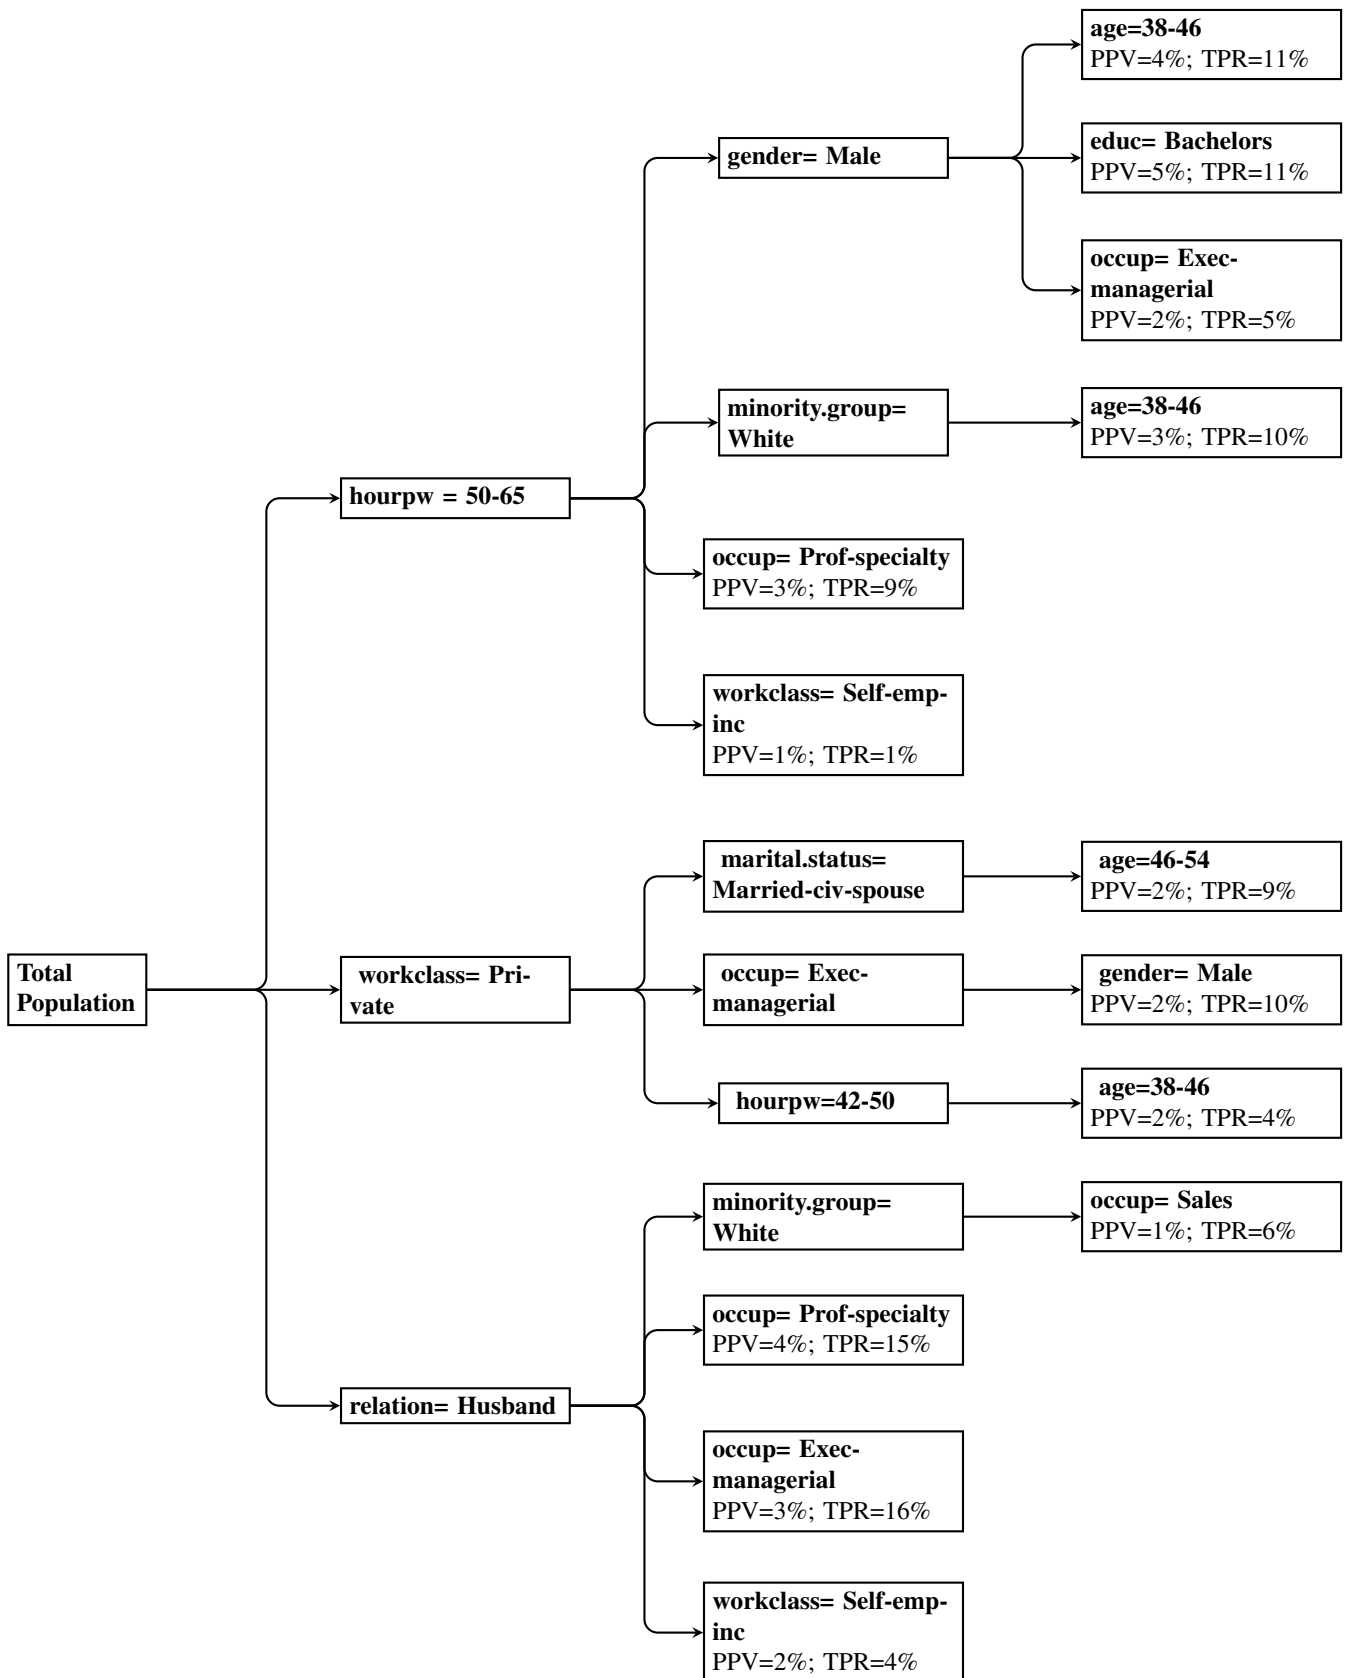 age=38-46
PPV=4%; TPR=11%
gender= Male
educ= Bachelors
PPV=5%; TPR=11%
occup= Exec-
managerial
PPV=2%; TPR=5%
minority.group=
White
age=38-46
PPV=3%; TPR=10%
hourpw = 50-65
occup= Prof-specialty
PPV=3%; TPR=9%
workclass= Self-emp-
inc
PPV=1%; TPR=1%
marital.status=
Married-civ-spouse
age=46-54
PPV=2%; TPR=9%
Total
Population
workclass= Pri-
vate
occup= Exec-
managerial
gender= Male
PPV=2%; TPR=10%
hourpw=42-50
age=38-46
PPV=2%; TPR=4%
minority.group=
White
occup= Sales
PPV=1%; TPR=6%
occup= Prof-specialty
PPV=4%; TPR=15%
relation= Husband
occup= Exec-
managerial
PPV=3%; TPR=16%
workclass= Self-emp-
inc
PPV=2%; TPR=4%